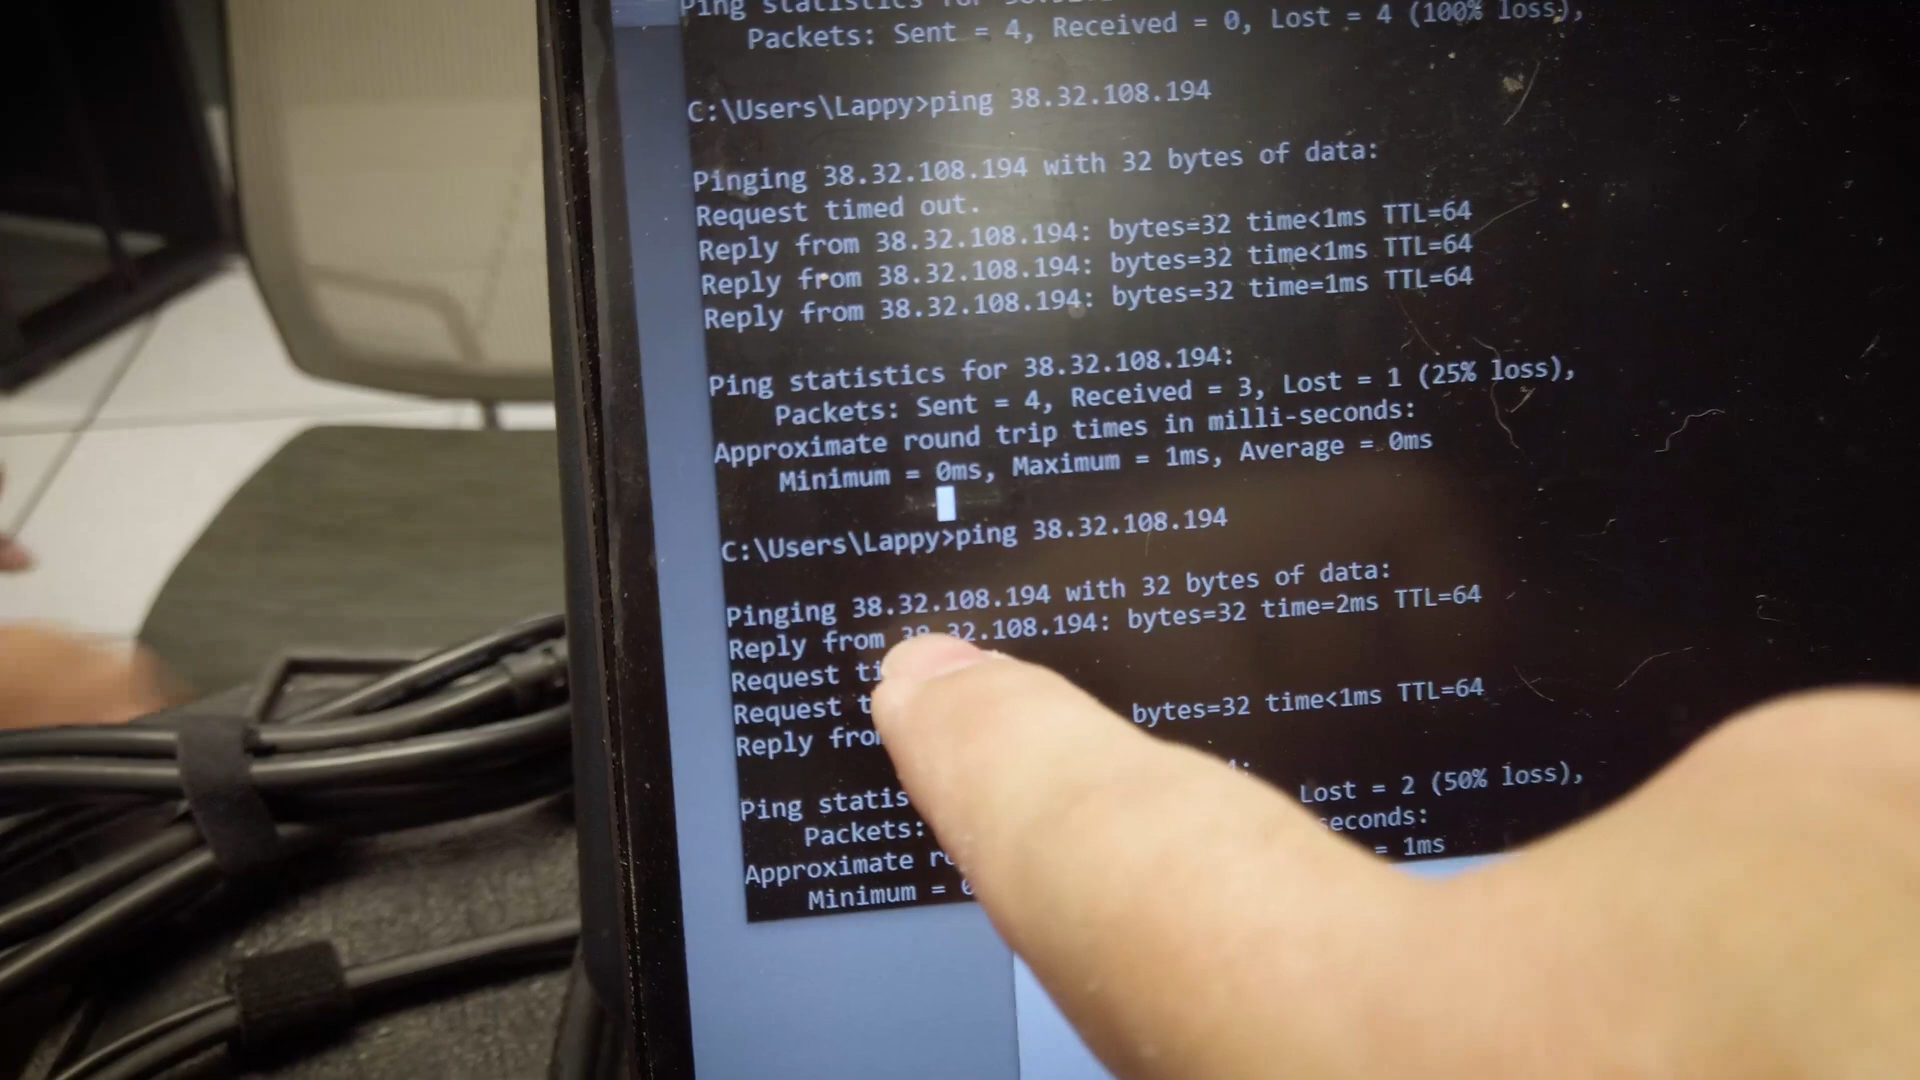 Ping statistics for
Packets: Sent = 4, Received = 0, Lost = 4 (100% loss),
C:\Users\Lappy>ping 38.32.108.194
Pinging 38.32.108.194 with 32 bytes of data:
Request timed out.
Reply from 38.32.108.194: bytes=32 time<1ms TTL=64
Reply from 38.32.108.194: bytes=32 time<1ms TTL=64
Reply from 38.32.108.194: bytes=32 time=1ms TTL=64
Ping statistics for 38.32.108.194:
Packets: Sent = 4, Received = 3, Lost = 1 (25% loss),
Approximate round trip times in milli-seconds:
Minimum = 0ms, Maximum = 1ms, Average = 0ms
C:\Users\Lappy>ping 38.32.108.194
Pinging 38.32.108.194 with 32 bytes of data:
Reply from 38.32.108.194: bytes=32 time=2ms TTL=64
Request
Request
Reply bytes=32 time<1ms TTL=64
Ping
Packets: Lost = 2 (50% loss),
Approximate
Minimum = = 1ms